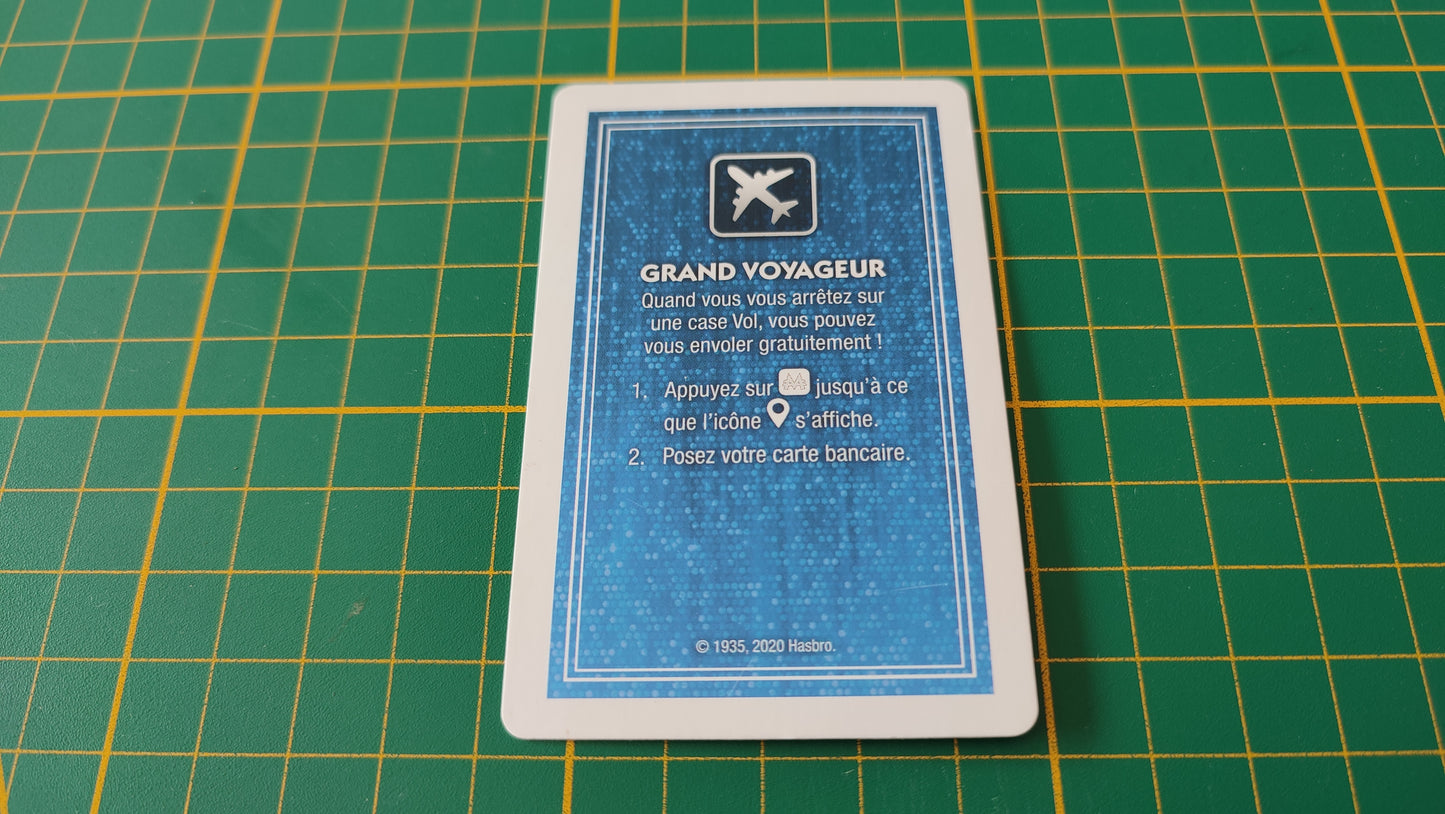 GRAND VOYAGEUR
Quand vous vous arrêtez sur
une case Vol, vous pouvez
vous envoler gratuitement !
1. Appuyez sur jusqu'à ce
que l'icône s'affiche.
2. Posez votre carte bancaire.
© 1935, 2020 Hasbro.